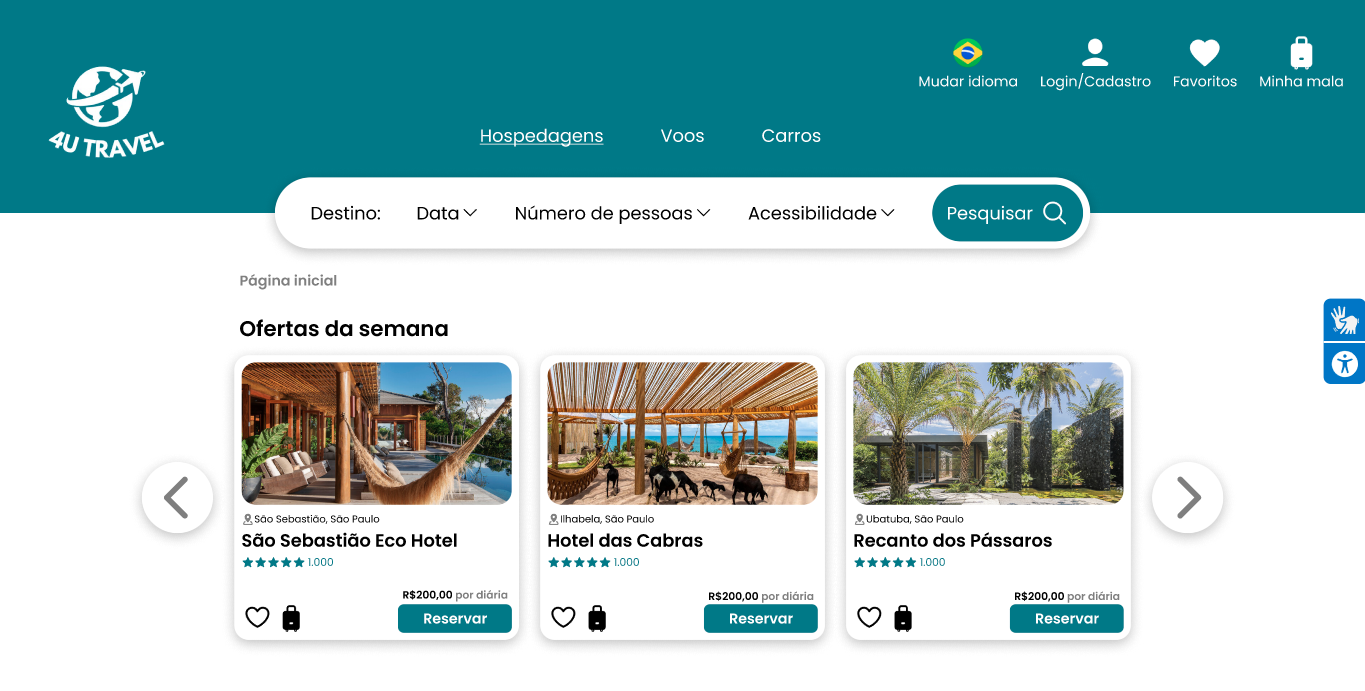 Mudar idioma Login/Cadastro Favoritos Minha mala
4U TRAVEL
Hospedagens Voos Carros
Destino: Data Número de pessoas Acessibilidade Pesquisar
Página inicial
Ofertas da semana
São Sebastião, São Paulo
São Sebastião Eco Hotel
1.000
R$200,00 por diária
Reservar
Ilhabela, São Paulo
Hotel das Cabras
1.000
R$200,00 por diária
Reservar
Ubatuba, São Paulo
Recanto dos Pássaros
1.000
R$200,00 por diária
Reservar